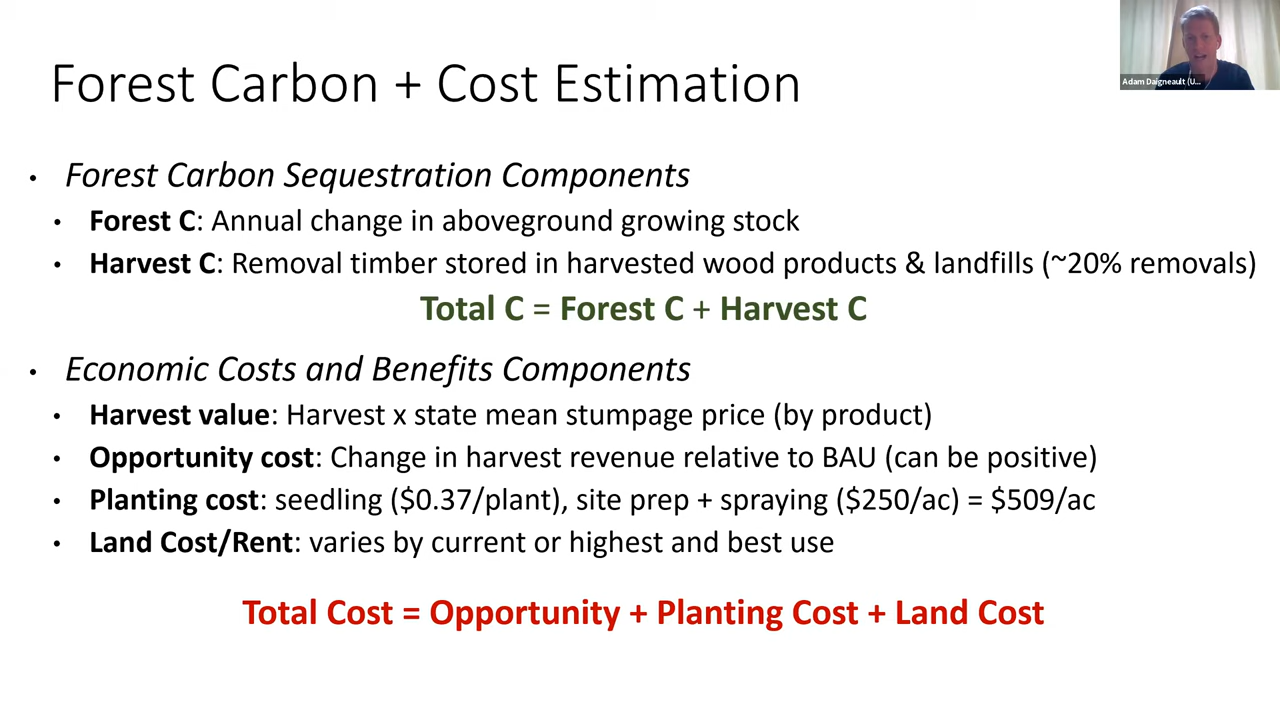 Adam Daigneault (U...
Forest Carbon + Cost Estimation
• Forest Carbon Sequestration Components
• Forest C: Annual change in aboveground growing stock
• Harvest C: Removal timber stored in harvested wood products & landfills (~20% removals)
Total C = Forest C + Harvest C
• Economic Costs and Benefits Components
• Harvest value: Harvest x state mean stumpage price (by product)
• Opportunity cost: Change in harvest revenue relative to BAU (can be positive)
• Planting cost: seedling ($0.37/plant), site prep + spraying ($250/ac) = $509/ac
• Land Cost/Rent: varies by current or highest and best use
Total Cost = Opportunity + Planting Cost + Land Cost